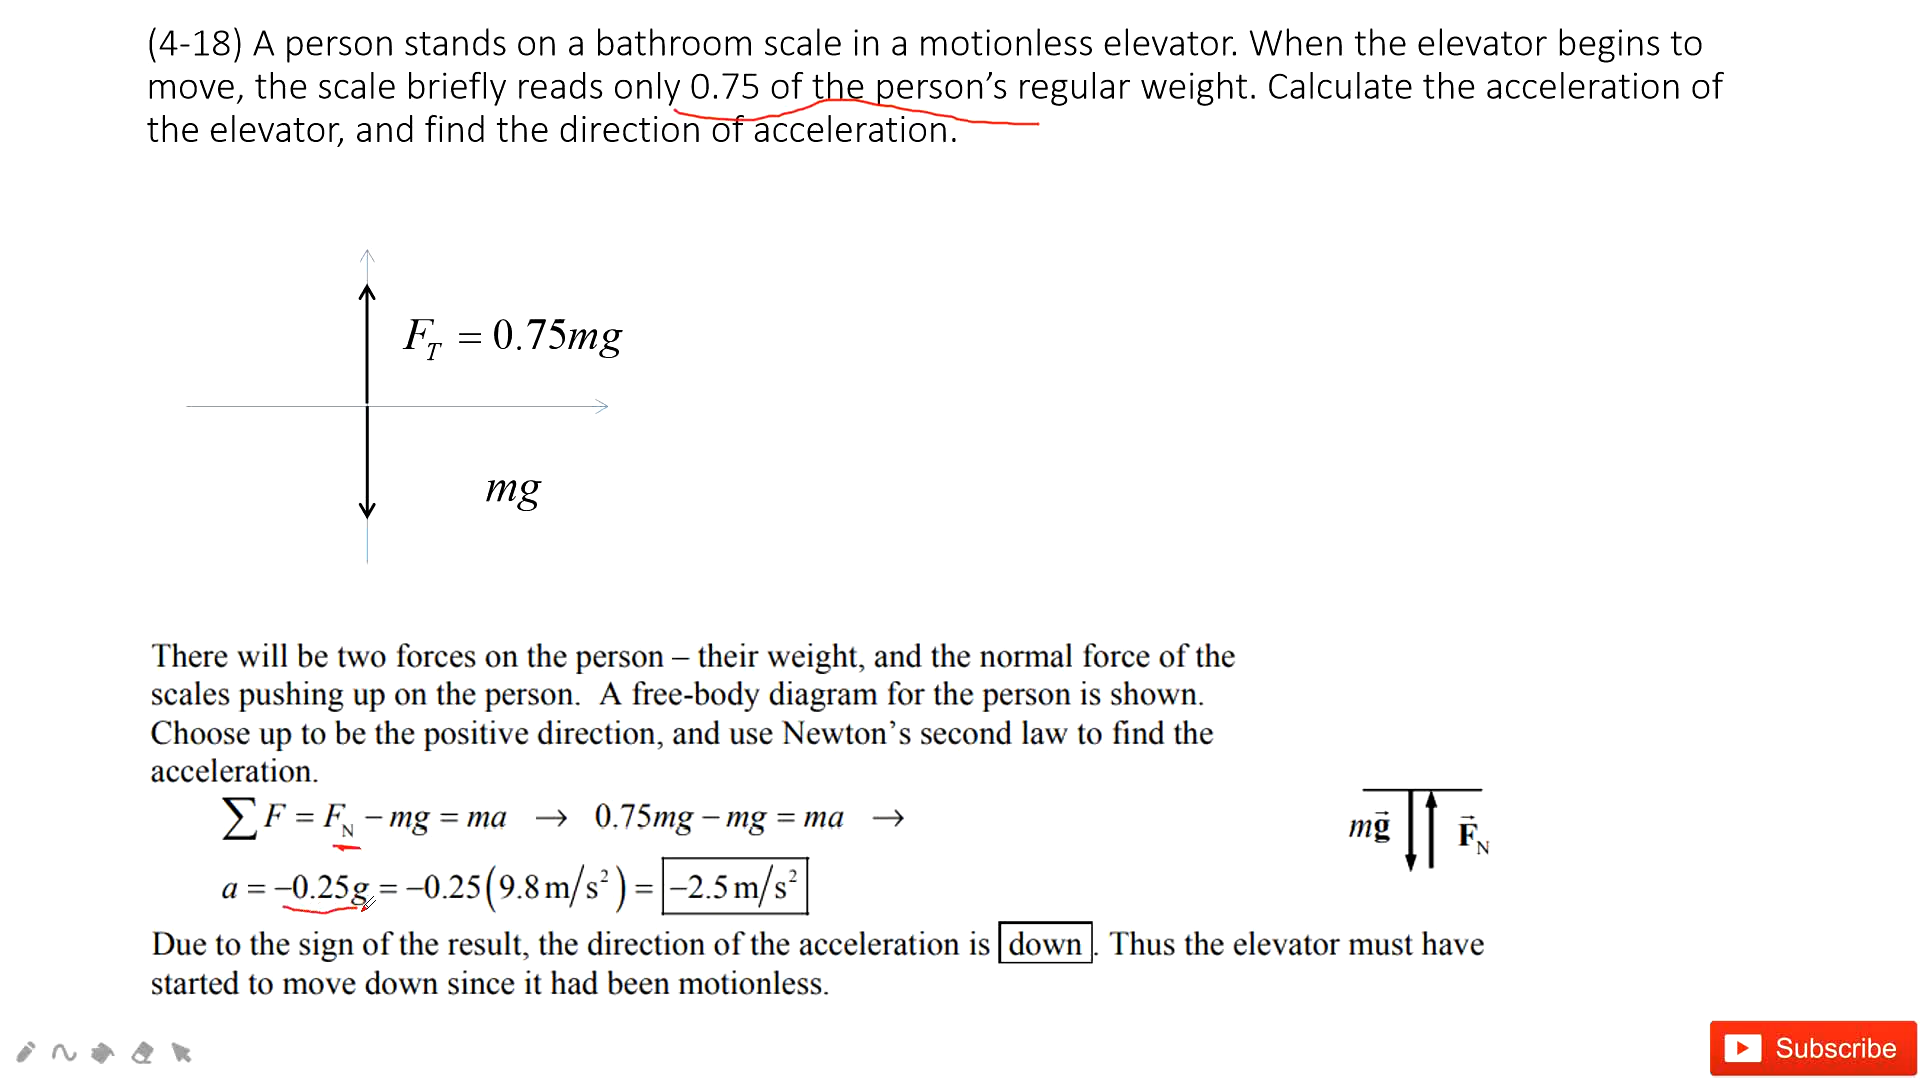 (4-18) A person stands on a bathroom scale in a motionless elevator. When the elevator begins to
move, the scale briefly reads only 0.75 of the person’s regular weight. Calculate the acceleration of
the elevator, and find the direction of acceleration.
F_T = 0.75mg
mg
There will be two forces on the person – their weight, and the normal force of the
scales pushing up on the person.  A free-body diagram for the person is shown.
Choose up to be the positive direction, and use Newton’s second law to find the
acceleration.
∑F = F_N – mg = ma → 0.75mg – mg = ma →
mg⃗ F⃗_N
a = –0.25g = –0.25(9.8 m/s²) = –2.5 m/s²
Due to the sign of the result, the direction of the acceleration is down. Thus the elevator must have
started to move down since it had been motionless.
Subscribe